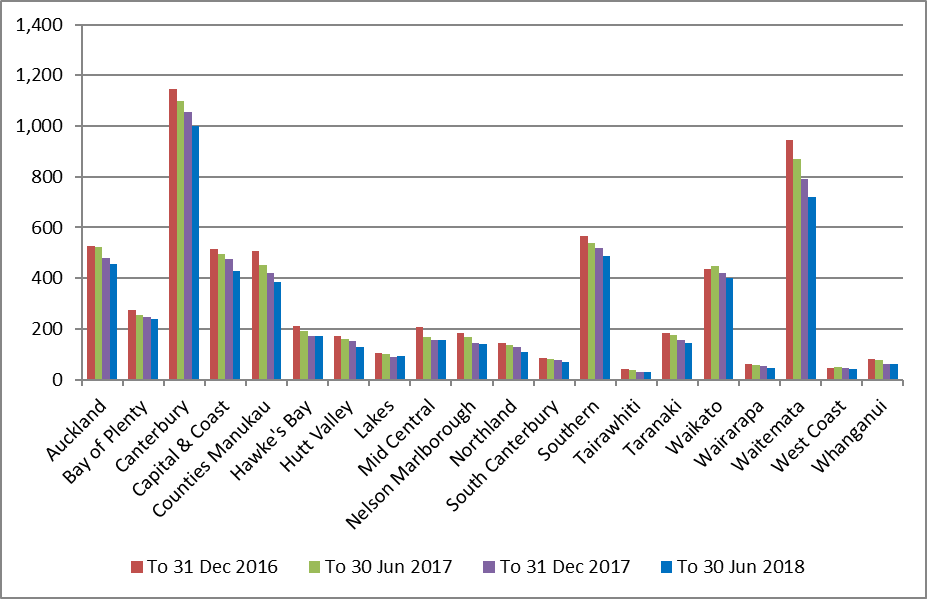 1,400
1,200
1,000
800
600
400
200
0
Auckland
Bay of Plenty
Canterbury
Capital & Coast
Counties Manukau
Hawke's Bay
Hutt Valley
Lakes
Mid Central
Nelson Marlborough
Northland
South Canterbury
Southern
Tairawhiti
Taranaki
Waikato
Wairarapa
Waitemata
West Coast
Whanganui
To 31 Dec 2016 To 30 Jun 2017 To 31 Dec 2017 To 30 Jun 2018